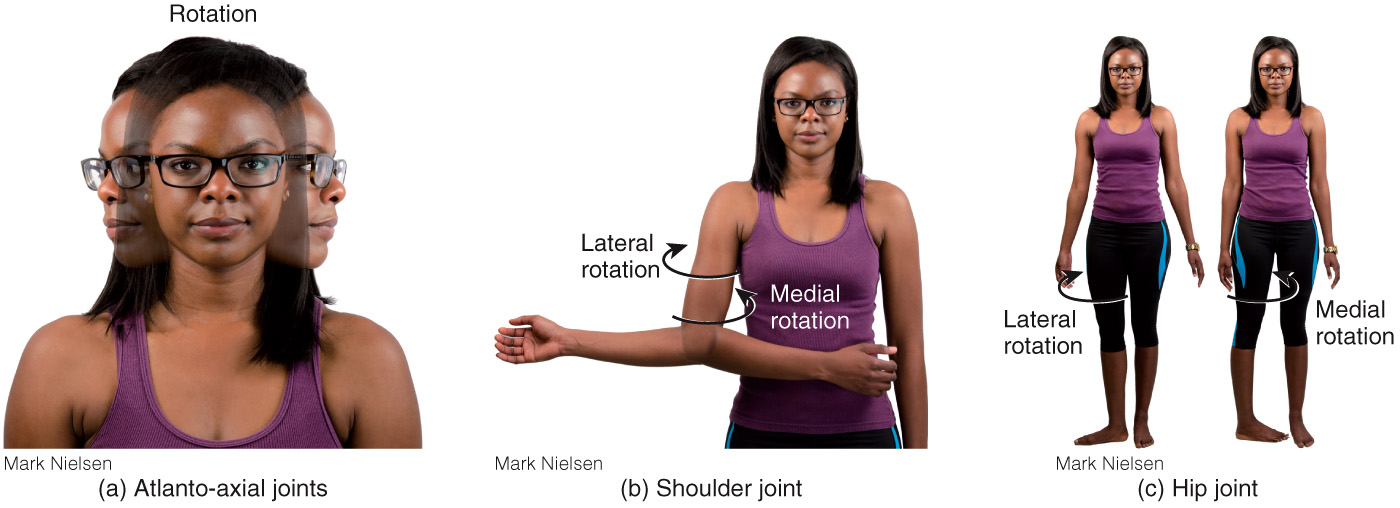 Rotation
Lateral
rotation
Medial
rotation
Lateral
rotation
Medial
rotation
Mark Nielsen
Mark Nielsen
Mark Nielsen
(a) Atlanto-axial joints
(b) Shoulder joint
(c) Hip joint